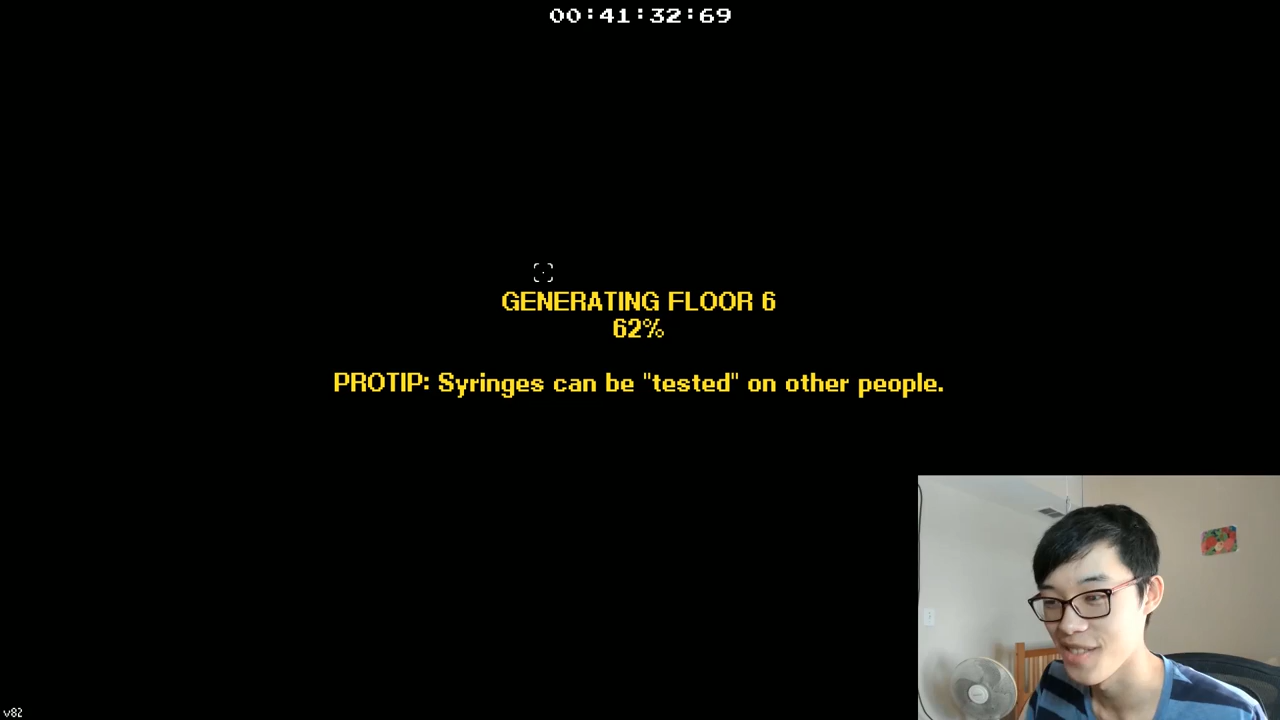 00:41:32:69
GENERATING FLOOR 6
62%
PROTIP: Syringes can be "tested" on other people.
v82